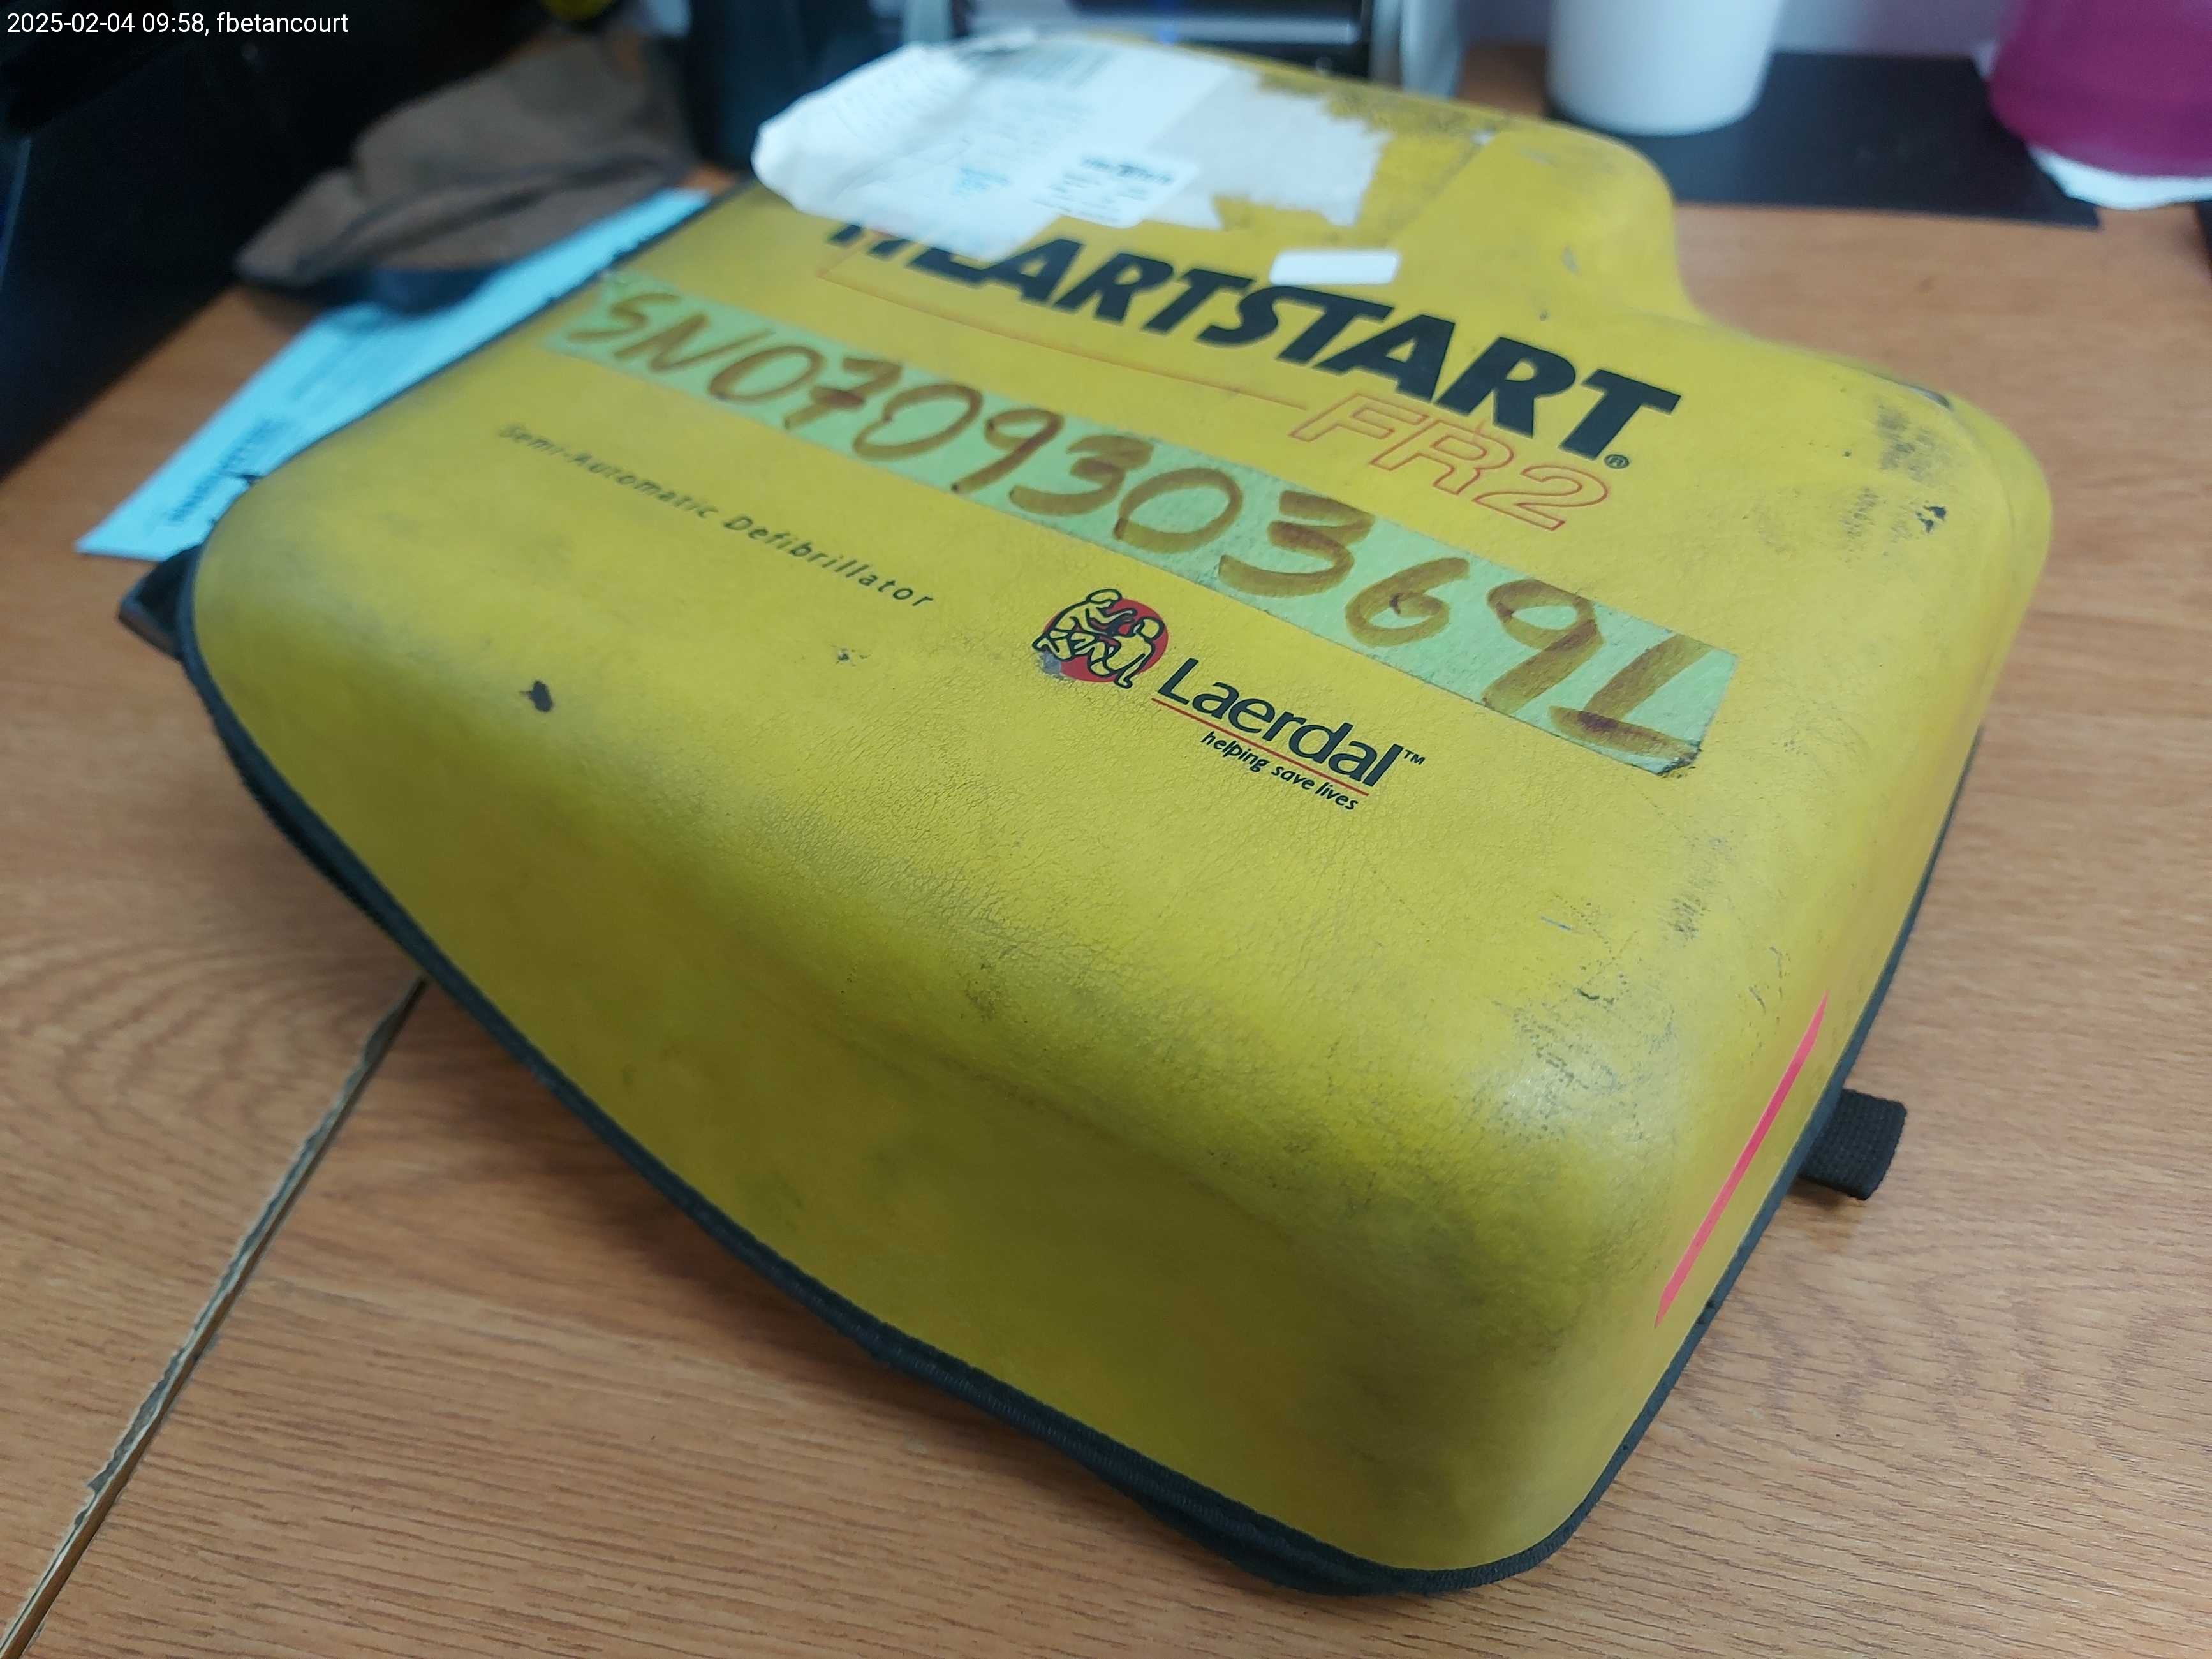 2025-02-04 09:58, fbetancourt
HEARTSTART®
FR2
SN0709303691
Semi-Automatic Defibrillator
Laerdal™
helping save lives